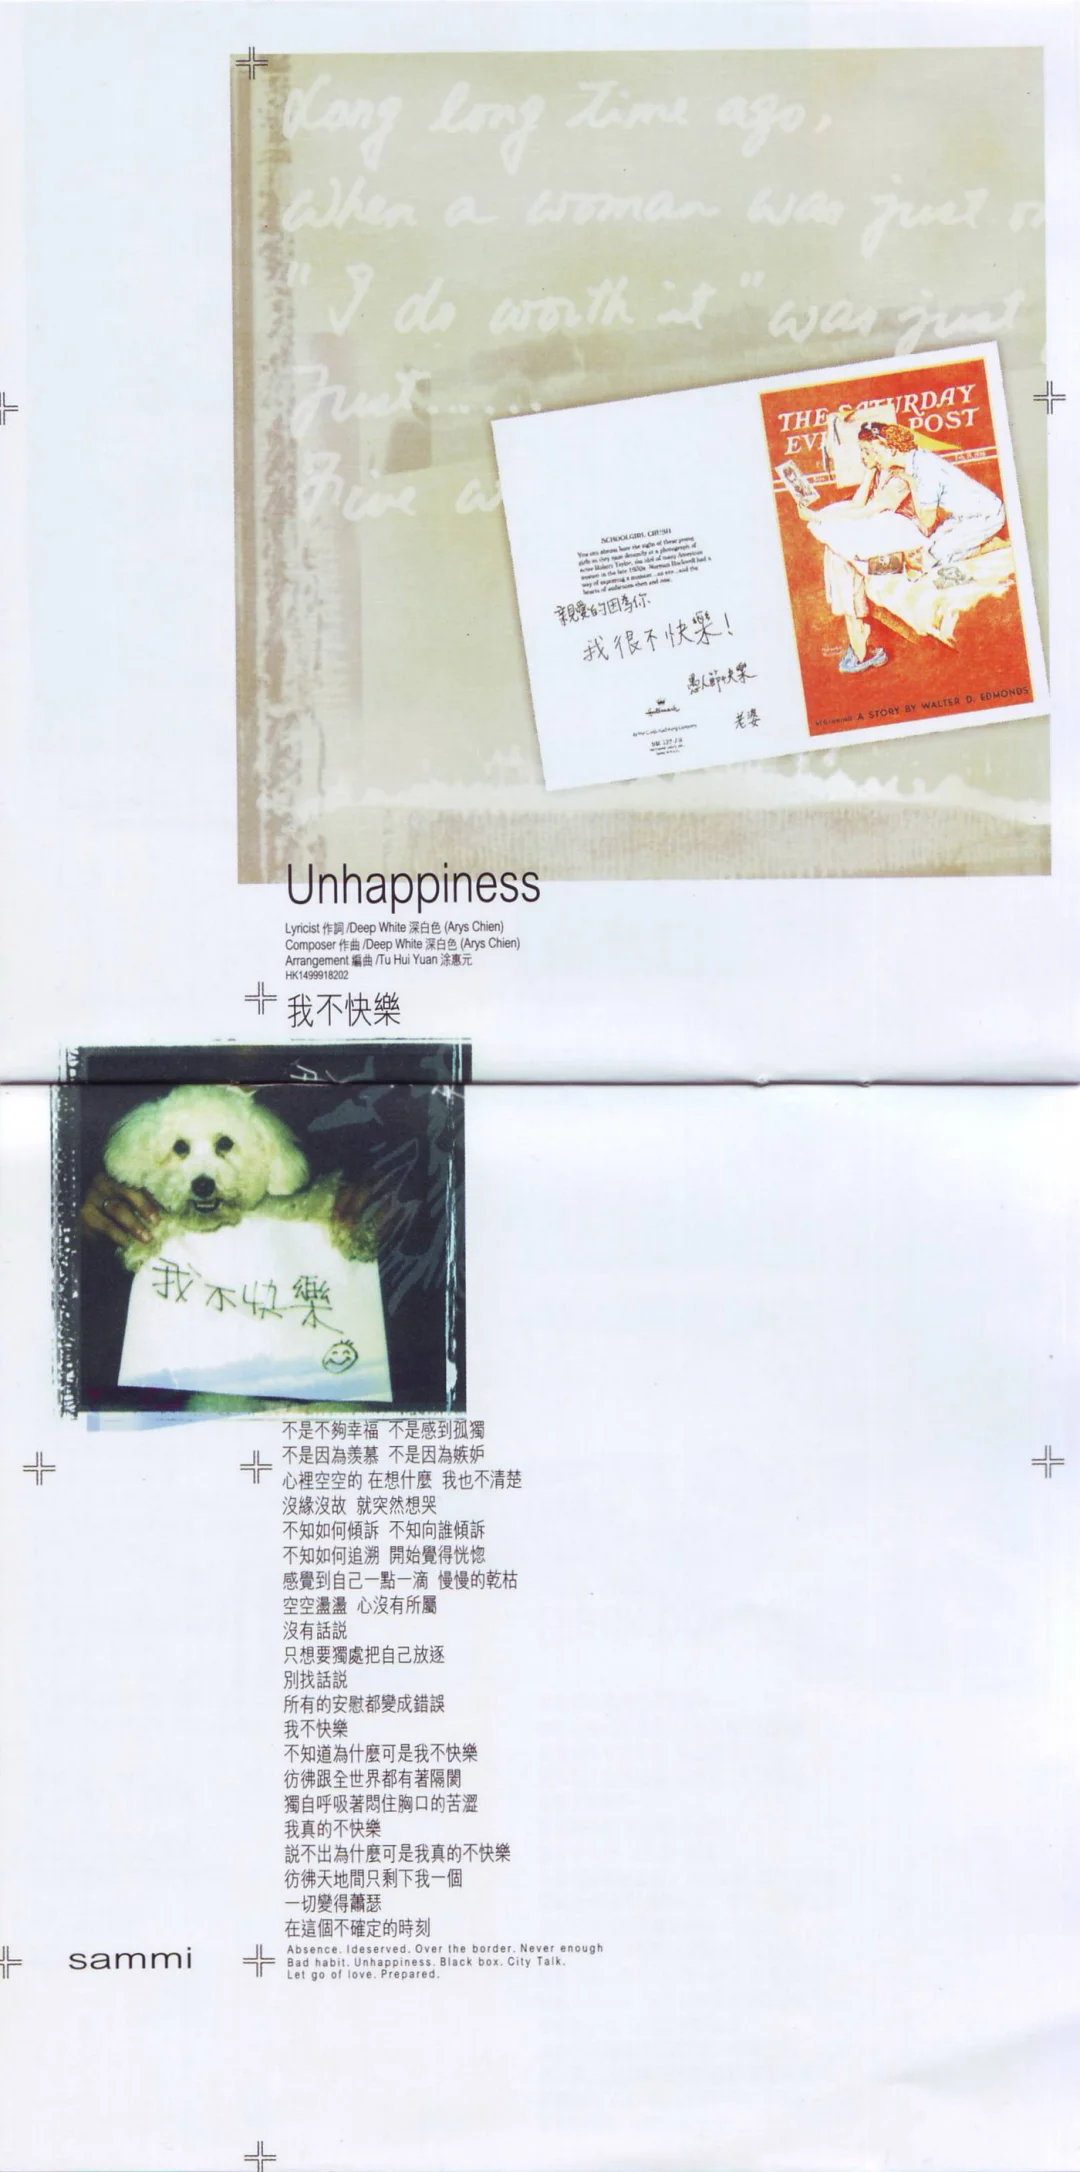 Long long time ago,
when a woman was just
"I do worth it" was just
Just......
THE SATURDAY
EVE POST
SCHOOLGIRL CRUSH
親愛的因為你
我很不快樂!
愚人節快樂
老婆
Hallmark
A STORY BY WALTER D. EDMONDS
Unhappiness
Lyricist 作詞 /Deep White 深白色 (Arys Chien)
Composer 作曲 /Deep White 深白色 (Arys Chien)
Arrangement 編曲 /Tu Hui Yuan 涂惠元
HK1499918202
我不快樂
我不快樂
不是不夠幸福 不是感到孤獨
不是因為羨慕 不是因為嫉妒
心裡空空的 在想什麼 我也不清楚
沒緣沒故 就突然想哭
不知如何傾訴 不知向誰傾訴
不知如何追溯 開始覺得恍惚
感覺到自己一點一滴 慢慢的乾枯
空空盪盪 心沒有所屬
沒有話説
只想要獨處把自己放逐
別找話説
所有的安慰都變成錯誤
我不快樂
不知道為什麼可是我不快樂
彷彿跟全世界都有著隔閡
獨自呼吸著悶住胸口的苦澀
我真的不快樂
説不出為什麼可是我真的不快樂
彷彿天地間只剩下我一個
一切變得蕭瑟
在這個不確定的時刻
sammi
Absence. Ideserved. Over the border. Never enough
Bad habit. Unhappiness. Black box. City Talk.
Let go of love. Prepared.